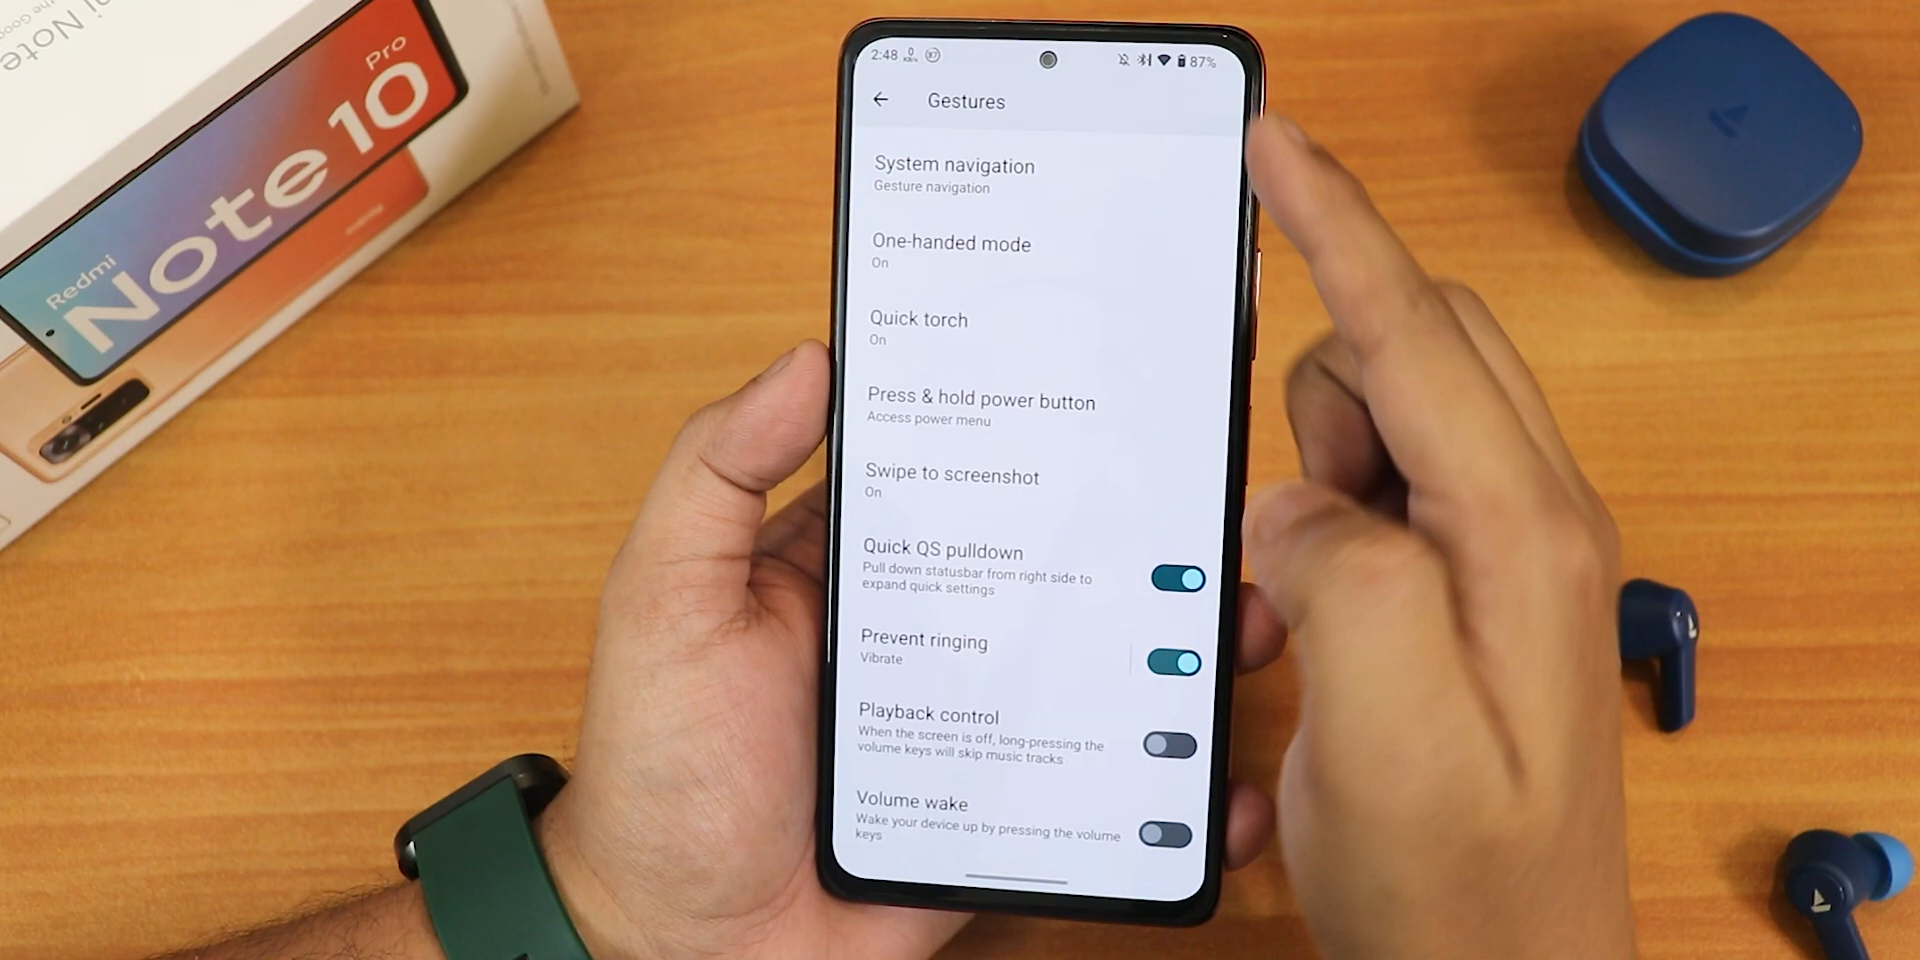 Redmi
Note 10
Pro
2:48
87%
Gestures
System navigation
Gesture navigation
One-handed mode
On
Quick torch
On
Press & hold power button
Access power menu
Swipe to screenshot
On
Quick QS pulldown
Pull down statusbar from right side to
expand quick settings
Prevent ringing
Vibrate
Playback control
When the screen is off, long-pressing the
volume keys will skip music tracks
Volume wake
Wake your device up by pressing the volume
keys